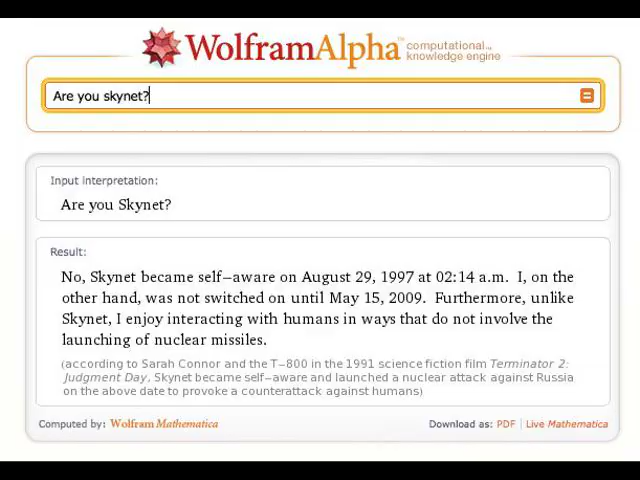 WolframAlpha™ computational... knowledge engine
Are you skynet?
Input interpretation:
Are you Skynet?
Result:
No, Skynet became self–aware on August 29, 1997 at 02:14 a.m. I, on the
other hand, was not switched on until May 15, 2009. Furthermore, unlike
Skynet, I enjoy interacting with humans in ways that do not involve the
launching of nuclear missiles.
(according to Sarah Connor and the T–800 in the 1991 science fiction film Terminator 2:
Judgment Day, Skynet became self–aware and launched a nuclear attack against Russia
on the above date to provoke a counterattack against humans)
Computed by: Wolfram Mathematica Download as: PDF | Live Mathematica